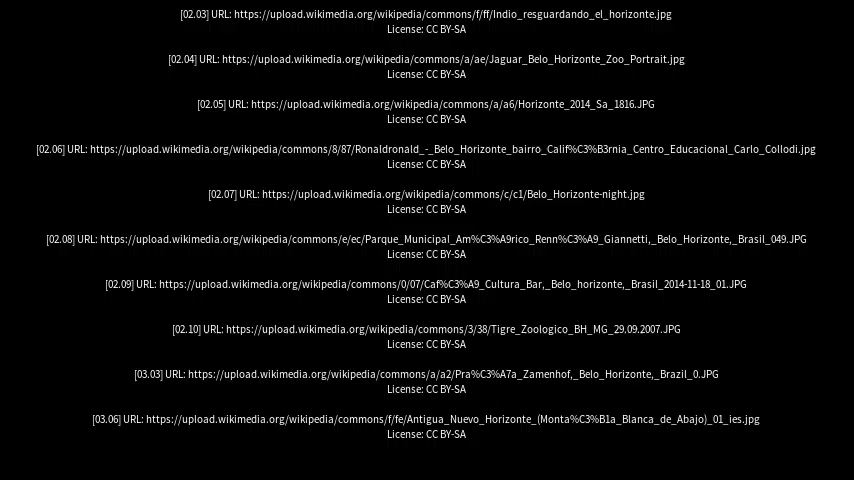 [02.03] URL: https://upload.wikimedia.org/wikipedia/commons/f/ff/Indio_resguardando_el_horizonte.jpg
License: CC BY-SA
[02.04] URL: https://upload.wikimedia.org/wikipedia/commons/a/ae/Jaguar_Belo_Horizonte_Zoo_Portrait.jpg
License: CC BY-SA
[02.05] URL: https://upload.wikimedia.org/wikipedia/commons/a/a6/Horizonte_2014_Sa_1816.JPG
License: CC BY-SA
[02.06] URL: https://upload.wikimedia.org/wikipedia/commons/8/87/Ronaldronald_-_Belo_Horizonte_bairro_Calif%C3%B3rnia_Centro_Educacional_Carlo_Collodi.jpg
License: CC BY-SA
[02.07] URL: https://upload.wikimedia.org/wikipedia/commons/c/c1/Belo_Horizonte-night.jpg
License: CC BY-SA
[02.08] URL: https://upload.wikimedia.org/wikipedia/commons/e/ec/Parque_Municipal_Am%C3%A9rico_Renn%C3%A9_Giannetti,_Belo_Horizonte,_Brasil_049.JPG
License: CC BY-SA
[02.09] URL: https://upload.wikimedia.org/wikipedia/commons/0/07/Caf%C3%A9_Cultura_Bar,_Belo_horizonte,_Brasil_2014-11-18_01.JPG
License: CC BY-SA
[02.10] URL: https://upload.wikimedia.org/wikipedia/commons/3/38/Tigre_Zoologico_BH_MG_29.09.2007.JPG
License: CC BY-SA
[03.03] URL: https://upload.wikimedia.org/wikipedia/commons/a/a2/Pra%C3%A7a_Zamenhof,_Belo_Horizonte,_Brazil_0.JPG
License: CC BY-SA
[03.06] URL: https://upload.wikimedia.org/wikipedia/commons/f/fe/Antigua_Nuevo_Horizonte_(Monta%C3%B1a_Blanca_de_Abajo)_01_ies.jpg
License: CC BY-SA